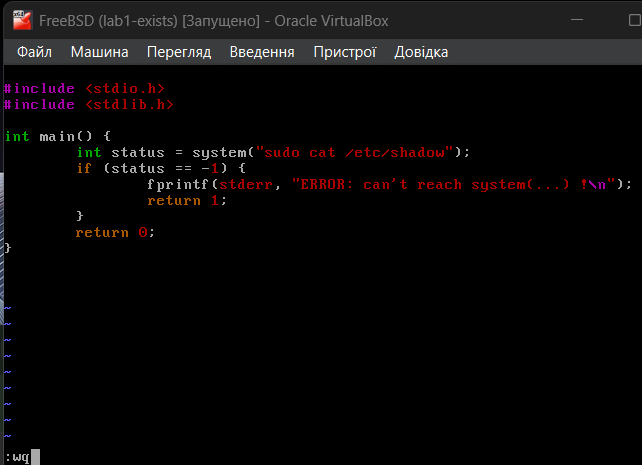 FreeBSD (lab1-exists) [Запущено] - Oracle VirtualBox
Файл Машина Перегляд Введення Пристрої Довідка
#include <stdio.h>
#include <stdlib.h>
int main() {
        int status = system("sudo cat /etc/shadow");
        if (status == -1) {
                fprintf(stderr, "ERROR: can't reach system(...) !\n");
                return 1;
        }
        return 0;
}
~
~
~
~
~
~
~
~
~
:wq